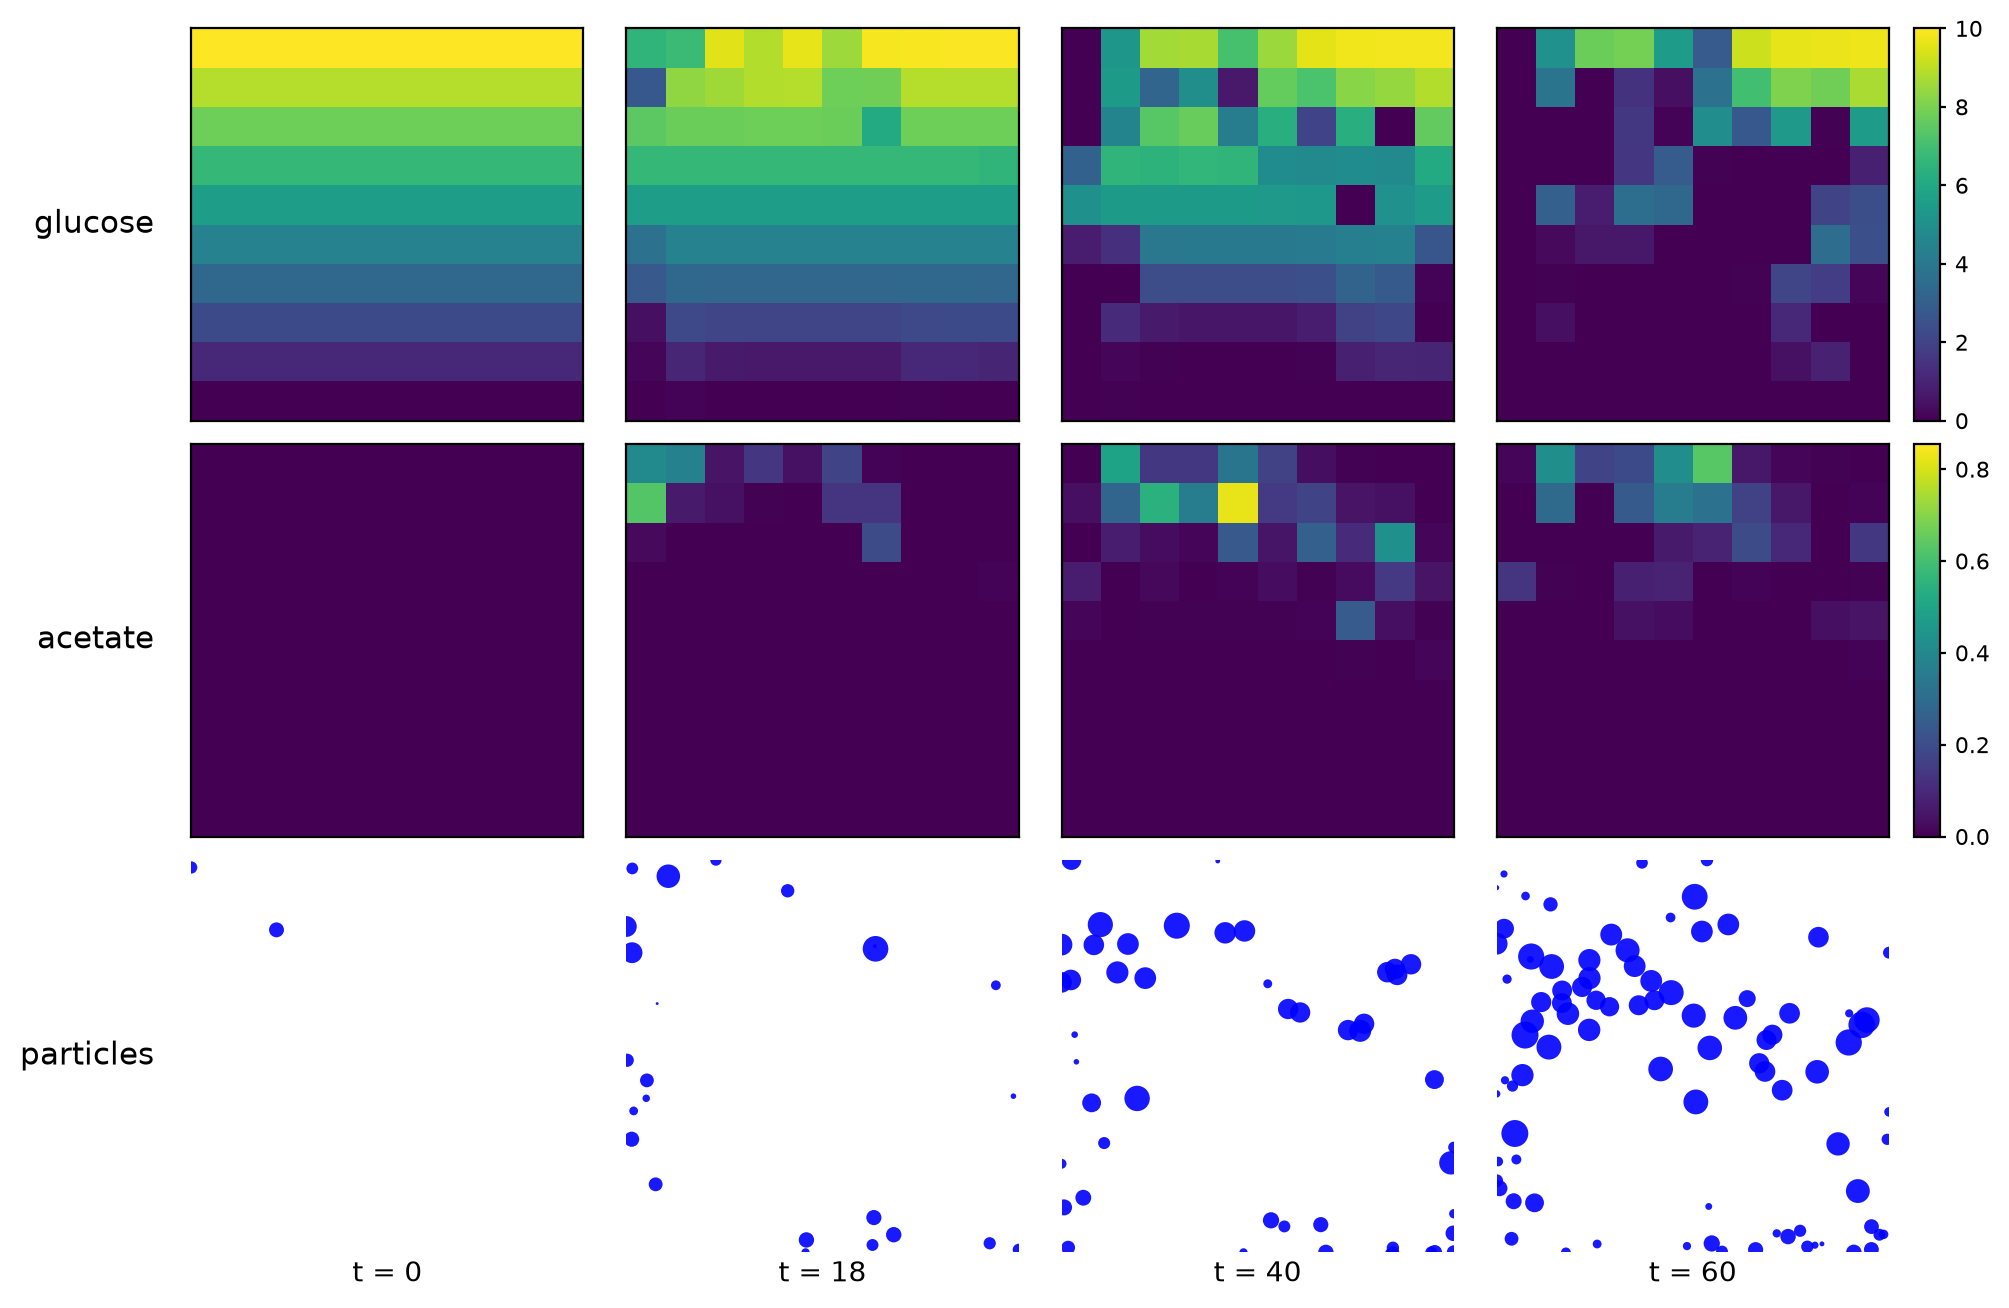 glucose
10
8
6
4
2
0
acetate
0.8
0.6
0.4
0.2
0.0
particles
t = 0
t = 18
t = 40
t = 60